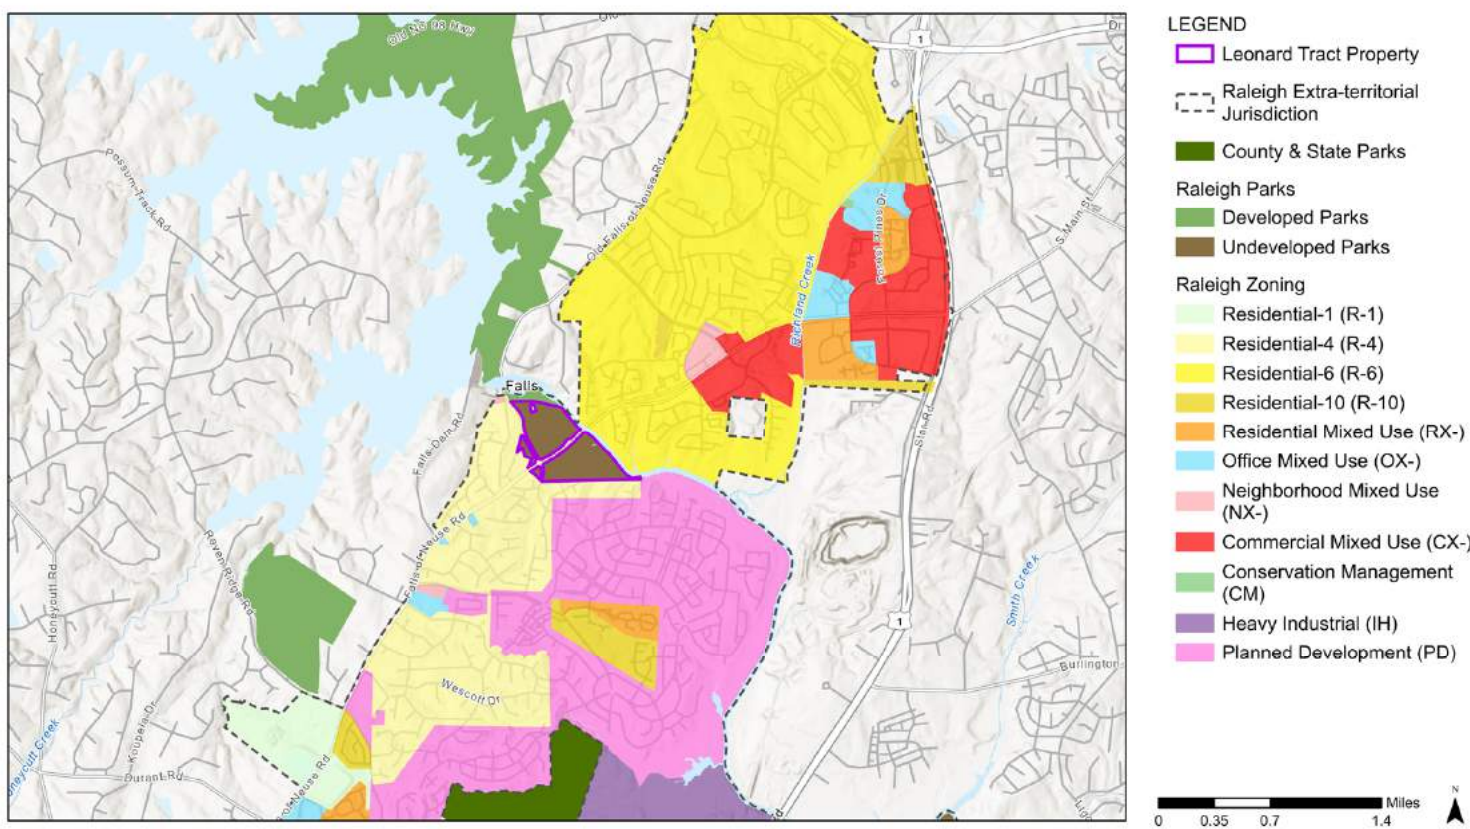 Old No 98 Hwy
1
Possum-Track Rd
Old-Falls-of-Neuse-Rd
Forest-Pines-Dr
S-Main-St
Richland Creek
Falls
Falls-Dam-Rd
Star-Rd
Falls-of-Neuse Rd
Raven-Ridge-Rd
Honeycutt-Rd
Smith Creek
1
Burlington
Wescott-Dr
Koupela-Dr
Durant-Rd
LEGEND
Leonard Tract Property
Raleigh Extra-territorial
Jurisdiction
County & State Parks
Raleigh Parks
Developed Parks
Undeveloped Parks
Raleigh Zoning
Residential-1 (R-1)
Residential-4 (R-4)
Residential-6 (R-6)
Residential-10 (R-10)
Residential Mixed Use (RX-)
Office Mixed Use (OX-)
Neighborhood Mixed Use
(NX-)
Commercial Mixed Use (CX-)
Conservation Management
(CM)
Heavy Industrial (IH)
Planned Development (PD)
N
Miles
0 0.35 0.7 1.4